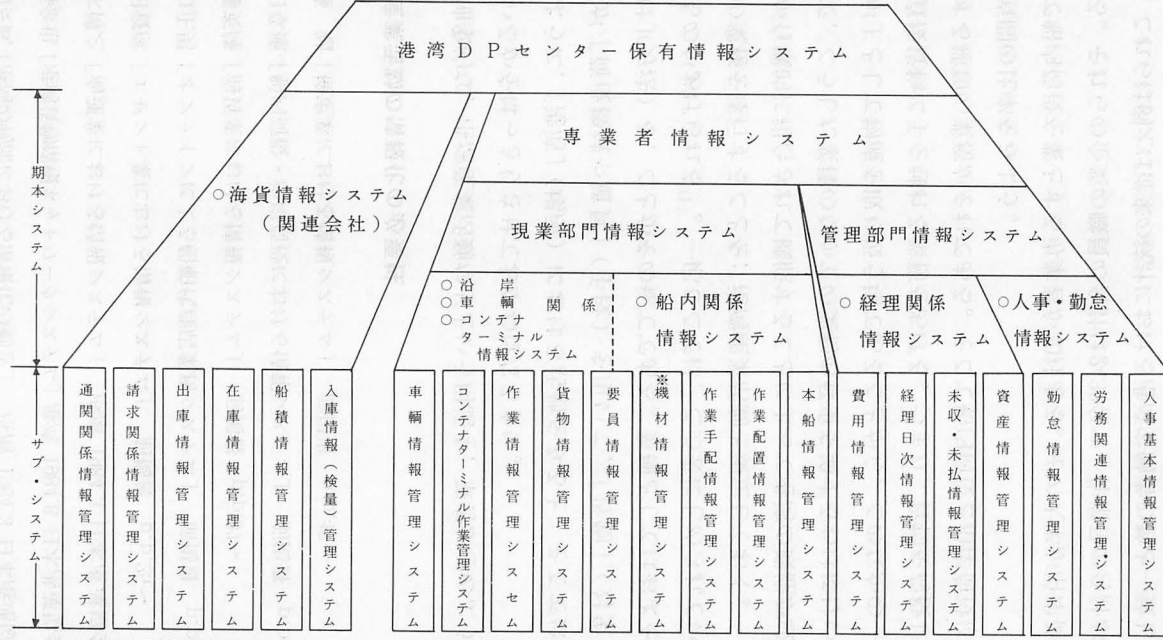 港湾DPセンター保有情報システム
専業者情報システム
期本システム
○海貨情報システム
(関連会社)
現業部門情報システム
管理部門情報システム
○沿岸
○車輌 関係
○コンテナ
ターミナル
情報システム
○船内関係
情報システム
○経理関係
情報システム
○人事・勤怠
情報システム
サブ・システム
通関関係情報管理システム
請求関係情報管理システム
出庫情報管理システム
在庫情報管理システム
船積情報管理システム
入庫情報(検量)管理システム
車輌情報管理システム
コンテナターミナル作業管理システム
作業情報管理システセム
貨物情報管理システム
要員情報管理システム
※機材情報管理システム
作業手配情報管理システム
作業配置情報管理システム
本船情報管理システム
費用情報管理システム
経理日次情報管理システム
未収・未払情報管理システム
資産情報管理システム
勤怠情報管理システム
労務関連情報管理システム
人事基本情報管理システム